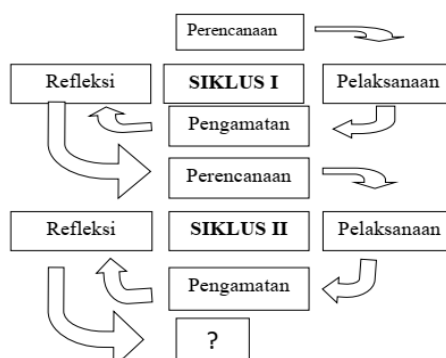 Perencanaan
Refleksi
SIKLUS I
Pelaksanaan
Pengamatan
Perencanaan
Refleksi
SIKLUS II
Pelaksanaan
Pengamatan
?